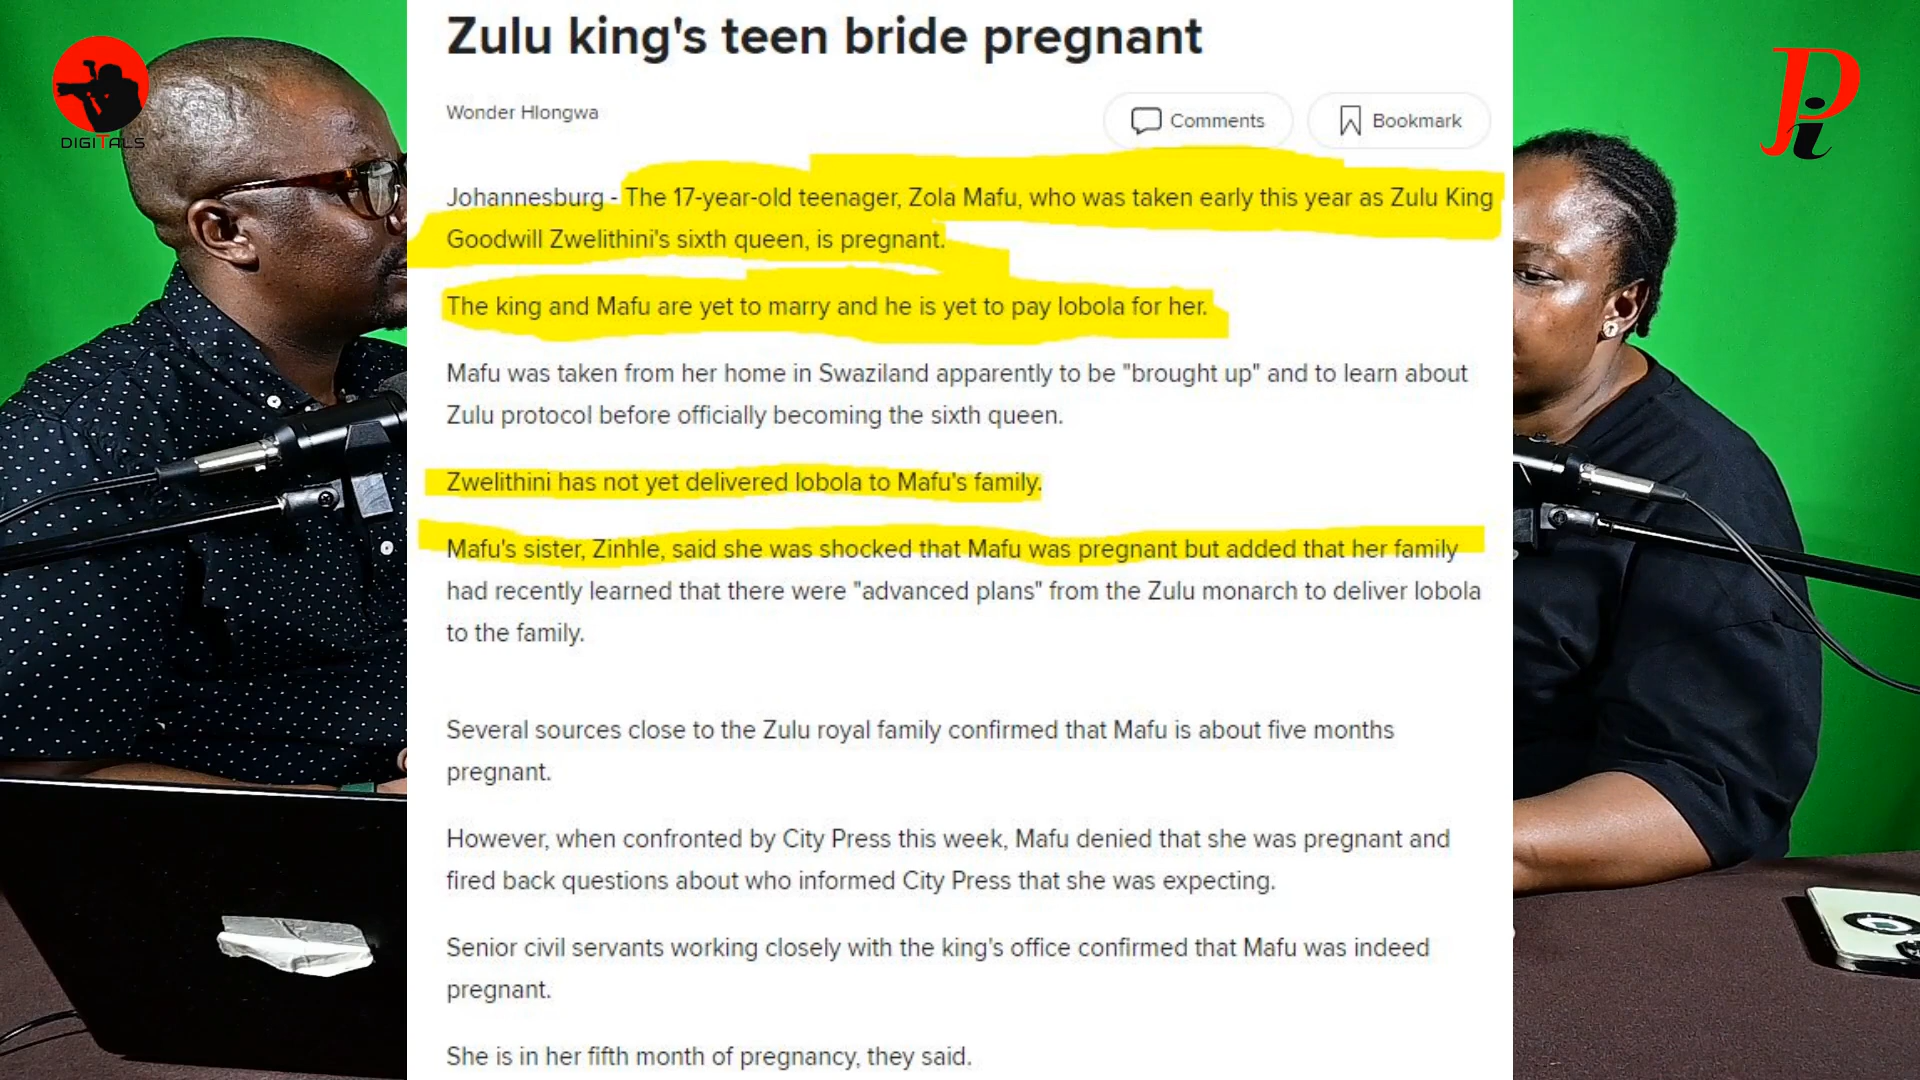 Zulu king's teen bride pregnant
Wonder Hlongwa
Comments
Bookmark
DIGITALS
Pi
Johannesburg - The 17-year-old teenager, Zola Mafu, who was taken early this year as Zulu King
Goodwill Zwelithini's sixth queen, is pregnant.
The king and Mafu are yet to marry and he is yet to pay lobola for her.
Mafu was taken from her home in Swaziland apparently to be "brought up" and to learn about
Zulu protocol before officially becoming the sixth queen.
Zwelithini has not yet delivered lobola to Mafu's family.
Mafu's sister, Zinhle, said she was shocked that Mafu was pregnant but added that her family
had recently learned that there were "advanced plans" from the Zulu monarch to deliver lobola
to the family.
Several sources close to the Zulu royal family confirmed that Mafu is about five months
pregnant.
However, when confronted by City Press this week, Mafu denied that she was pregnant and
fired back questions about who informed City Press that she was expecting.
Senior civil servants working closely with the king's office confirmed that Mafu was indeed
pregnant.
She is in her fifth month of pregnancy, they said.